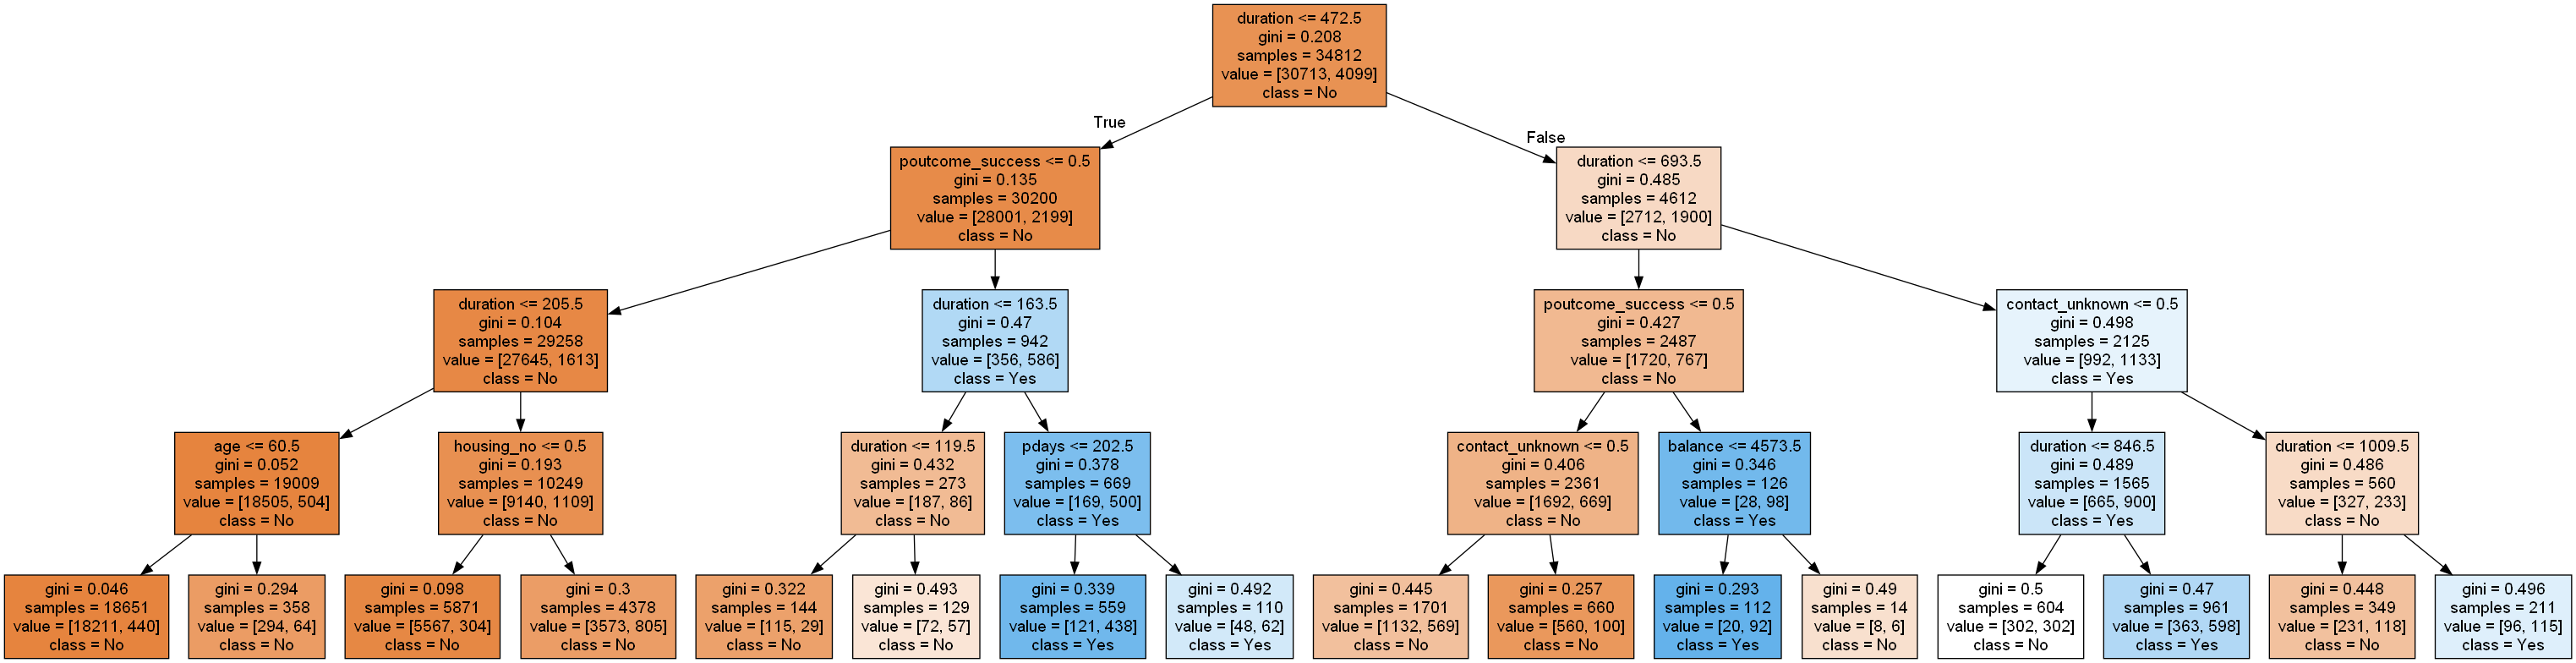 duration <= 472.5
gini = 0.208
samples = 34812
value = [30713, 4099]
class = No
True
False
poutcome_success <= 0.5
gini = 0.135
samples = 30200
value = [28001, 2199]
class = No
duration <= 693.5
gini = 0.485
samples = 4612
value = [2712, 1900]
class = No
duration <= 205.5
gini = 0.104
samples = 29258
value = [27645, 1613]
class = No
duration <= 163.5
gini = 0.47
samples = 942
value = [356, 586]
class = Yes
poutcome_success <= 0.5
gini = 0.427
samples = 2487
value = [1720, 767]
class = No
contact_unknown <= 0.5
gini = 0.498
samples = 2125
value = [992, 1133]
class = Yes
age <= 60.5
gini = 0.052
samples = 19009
value = [18505, 504]
class = No
housing_no <= 0.5
gini = 0.193
samples = 10249
value = [9140, 1109]
class = No
duration <= 119.5
gini = 0.432
samples = 273
value = [187, 86]
class = No
pdays <= 202.5
gini = 0.378
samples = 669
value = [169, 500]
class = Yes
contact_unknown <= 0.5
gini = 0.406
samples = 2361
value = [1692, 669]
class = No
balance <= 4573.5
gini = 0.346
samples = 126
value = [28, 98]
class = Yes
duration <= 846.5
gini = 0.489
samples = 1565
value = [665, 900]
class = Yes
duration <= 1009.5
gini = 0.486
samples = 560
value = [327, 233]
class = No
gini = 0.046
samples = 18651
value = [18211, 440]
class = No
gini = 0.294
samples = 358
value = [294, 64]
class = No
gini = 0.098
samples = 5871
value = [5567, 304]
class = No
gini = 0.3
samples = 4378
value = [3573, 805]
class = No
gini = 0.322
samples = 144
value = [115, 29]
class = No
gini = 0.493
samples = 129
value = [72, 57]
class = No
gini = 0.339
samples = 559
value = [121, 438]
class = Yes
gini = 0.492
samples = 110
value = [48, 62]
class = Yes
gini = 0.445
samples = 1701
value = [1132, 569]
class = No
gini = 0.257
samples = 660
value = [560, 100]
class = No
gini = 0.293
samples = 112
value = [20, 92]
class = Yes
gini = 0.49
samples = 14
value = [8, 6]
class = No
gini = 0.5
samples = 604
value = [302, 302]
class = No
gini = 0.47
samples = 961
value = [363, 598]
class = Yes
gini = 0.448
samples = 349
value = [231, 118]
class = No
gini = 0.496
samples = 211
value = [96, 115]
class = Yes